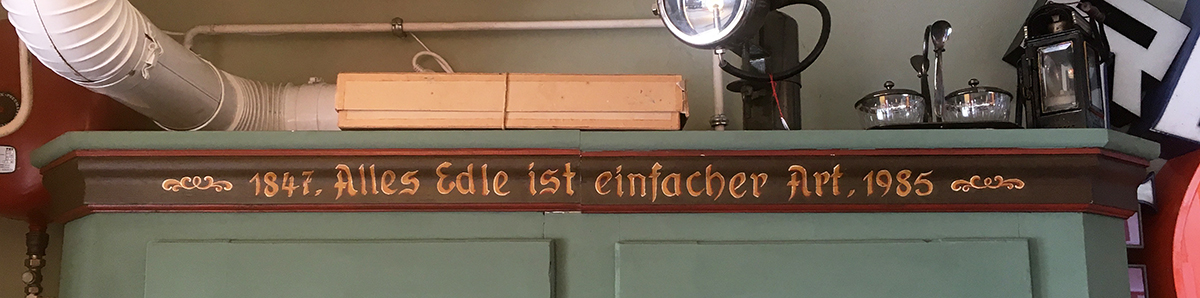 1847. Alles Edle ist einfacher Art. 1985